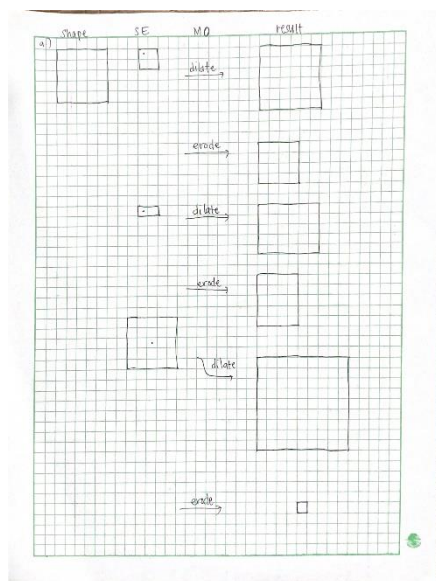 shape SE MO result
a)
dilate
erode
dilate
erode
dilate
erode